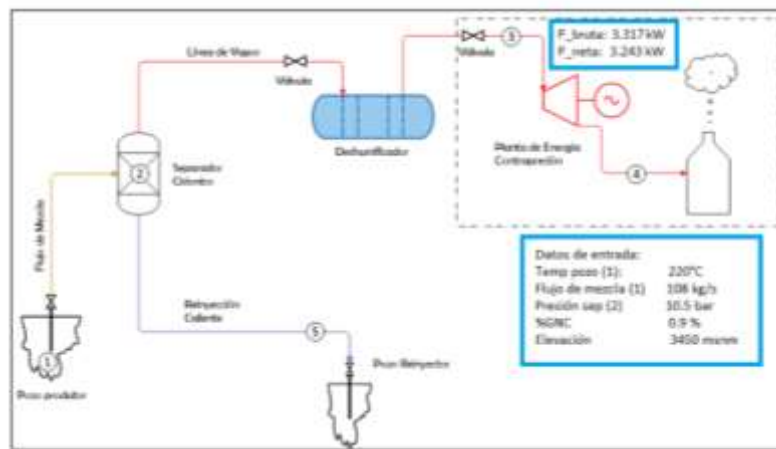 P_bruta: 3.317 kW
P_neta: 3.243 kW
Línea de Vapor
Válvula
Válvula
3
Deshumificador
Planta de Energía
Contrapresión
4
Separador
Ciclónico
2
Flujo de Mezcla
Datos de entrada:
Temp pozo (1): 220°C
Flujo de mezcla (1) 108 kg/s
Presión sep (2) 10.5 bar
%GNC 0.9 %
Elevación 3450 msnm
Reinyección
Caliente
5
1
Pozo productor
Pozo Reinyector